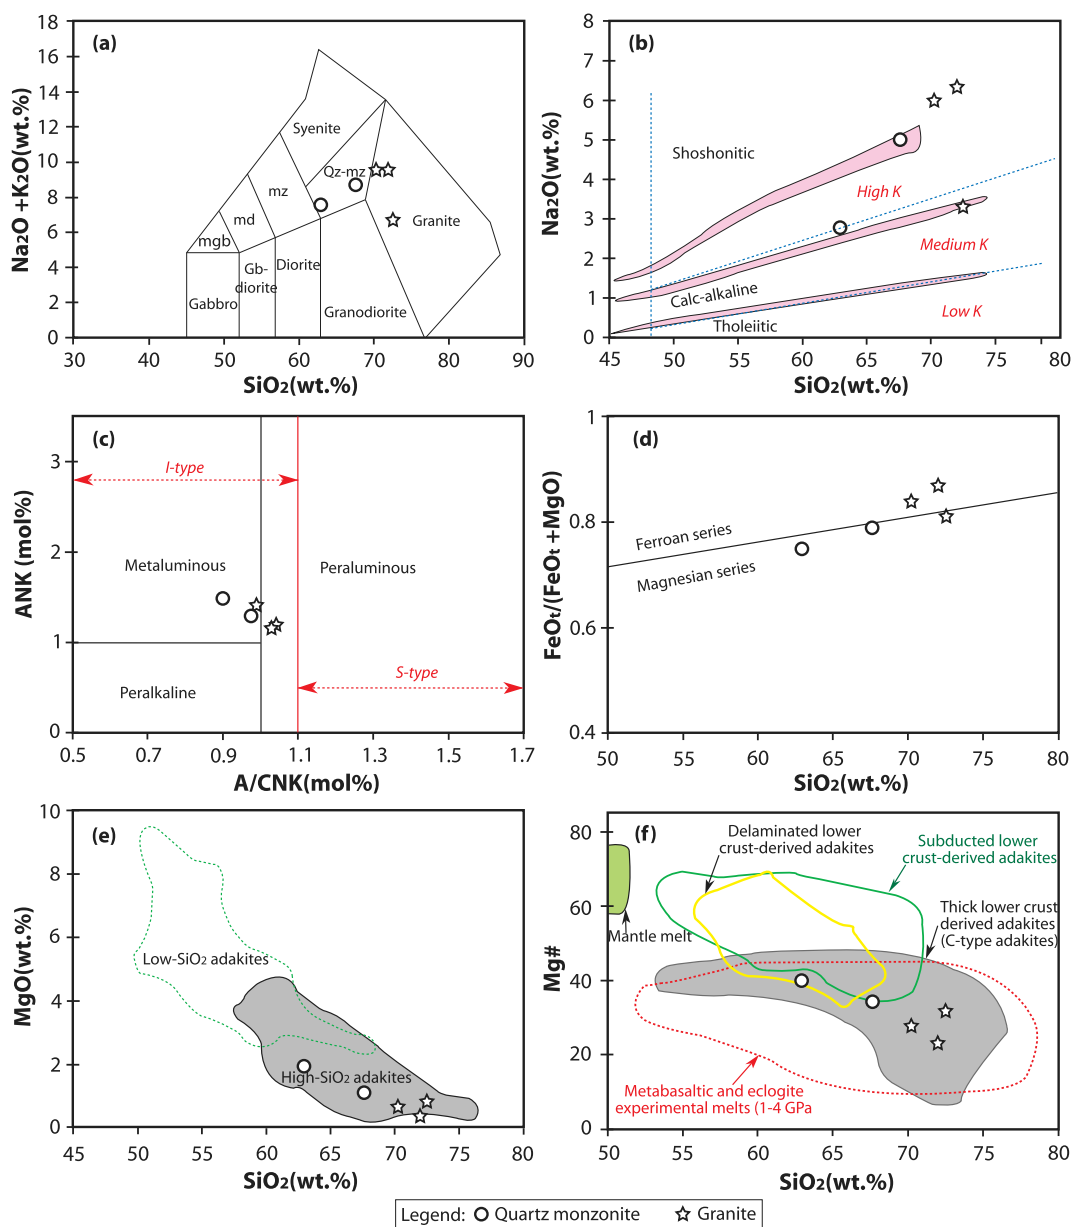 (a)
18
16
14
12
10
8
6
4
2
0
Na2O +K2O(wt.%)
Syenite
Qz-mz
mz
md
mgb
Granite
Gb-
diorite
Diorite
Gabbro
Granodiorite
30
40
50
60
70
80
90
SiO2(wt.%)
(b)
8
7
6
5
4
3
2
1
0
Na2O(wt.%)
Shoshonitic
High K
Medium K
Calc-alkaline
Low K
Tholeiitic
45
50
55
60
65
70
75
80
SiO2(wt.%)
(c)
3
2
1
0
ANK (mol%)
I-type
Metaluminous
Peraluminous
S-type
Peralkaline
0.5
0.7
0.9
1.1
1.3
1.5
1.7
A/CNK(mol%)
(d)
1
0.8
0.6
0.4
FeOt/(FeOt +MgO)
Ferroan series
Magnesian series
50
55
60
65
70
75
80
SiO2(wt.%)
(e)
10
8
6
4
2
0
MgO(wt.%)
Low-SiO2 adakites
High-SiO2 adakites
45
50
55
60
65
70
75
80
SiO2(wt.%)
(f)
80
60
40
20
0
Mg#
Delaminated lower
crust-derived adakites
Subducted lower
crust-derived adakites
Thick lower crust
derived adakites
(C-type adakites)
Mantle melt
Metabasaltic and eclogite
experimental melts (1-4 GPa
50
55
60
65
70
75
80
SiO2(wt.%)
Legend: Quartz monzonite Granite